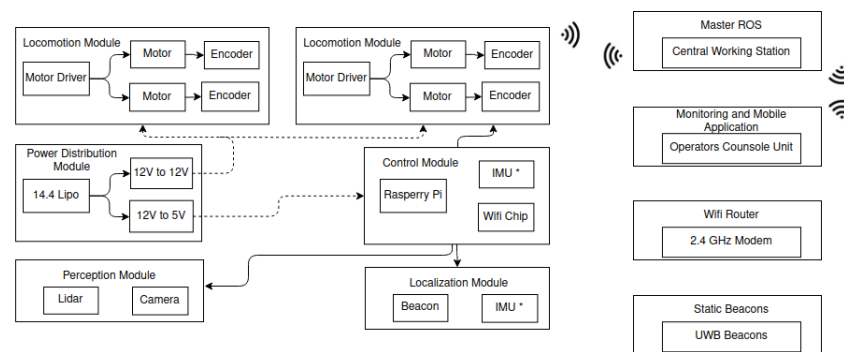 Locomotion Module
Motor Driver
Motor
Encoder
Motor
Encoder
Locomotion Module
Motor Driver
Motor
Encoder
Motor
Encoder
Power Distribution
Module
14.4 Lipo
12V to 12V
12V to 5V
Control Module
Rasperry Pi
IMU *
Wifi Chip
Perception Module
Lidar
Camera
Localization Module
Beacon
IMU *
Master ROS
Central Working Station
Monitoring and Mobile
Application
Operators Counsole Unit
Wifi Router
2.4 GHz Modem
Static Beacons
UWB Beacons